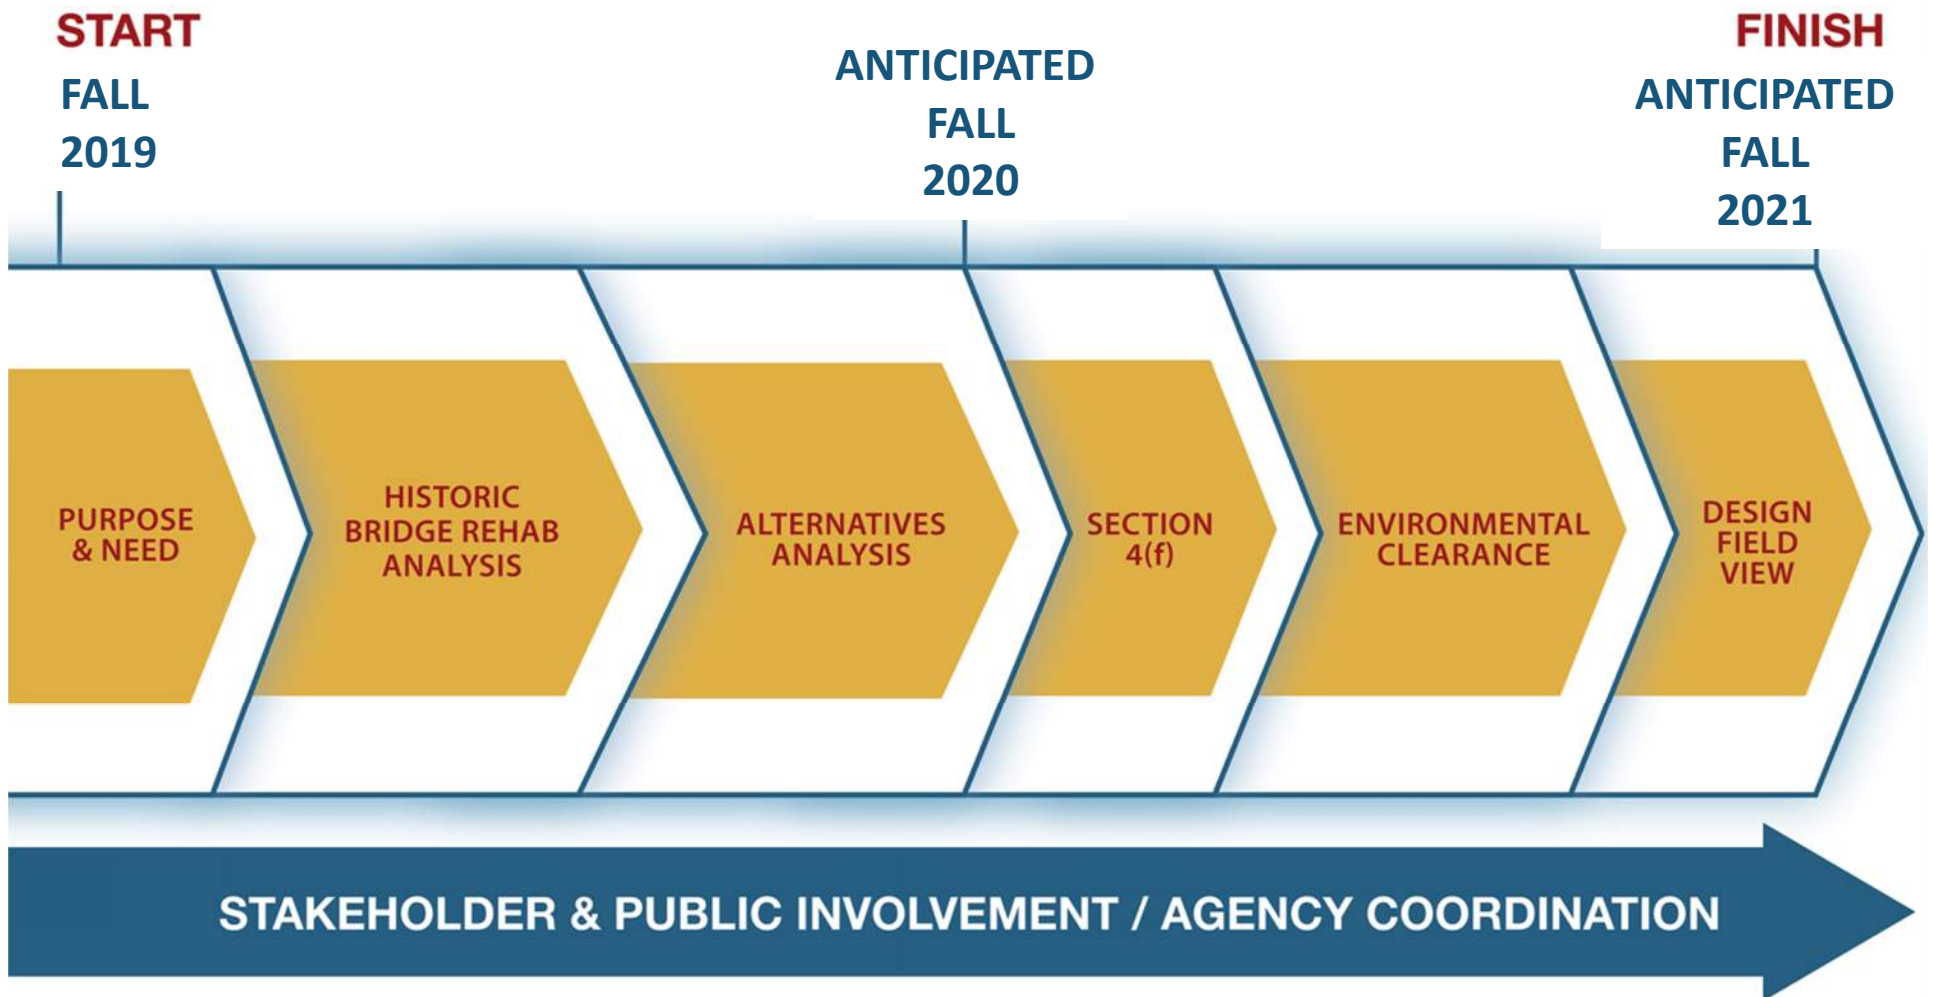 START
FALL
2019
ANTICIPATED
FALL
2020
FINISH
ANTICIPATED
FALL
2021
PURPOSE
& NEED
HISTORIC
BRIDGE REHAB
ANALYSIS
ALTERNATIVES
ANALYSIS
SECTION
4(f)
ENVIRONMENTAL
CLEARANCE
DESIGN
FIELD
VIEW
STAKEHOLDER & PUBLIC INVOLVEMENT / AGENCY COORDINATION